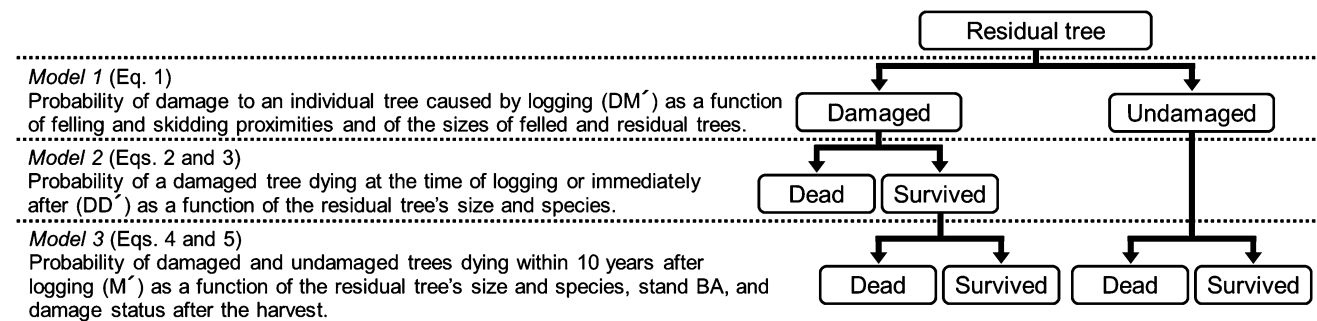 Residual tree
Model 1 (Eq. 1)
Probability of damage to an individual tree caused by logging (DM´) as a function
of felling and skidding proximities and of the sizes of felled and residual trees.
Damaged
Undamaged
Model 2 (Eqs. 2 and 3)
Probability of a damaged tree dying at the time of logging or immediately
after (DD´) as a function of the residual tree’s size and species.
Dead
Survived
Model 3 (Eqs. 4 and 5)
Probability of damaged and undamaged trees dying within 10 years after
logging (M´) as a function of the residual tree’s size and species, stand BA, and
damage status after the harvest.
Dead
Survived
Dead
Survived